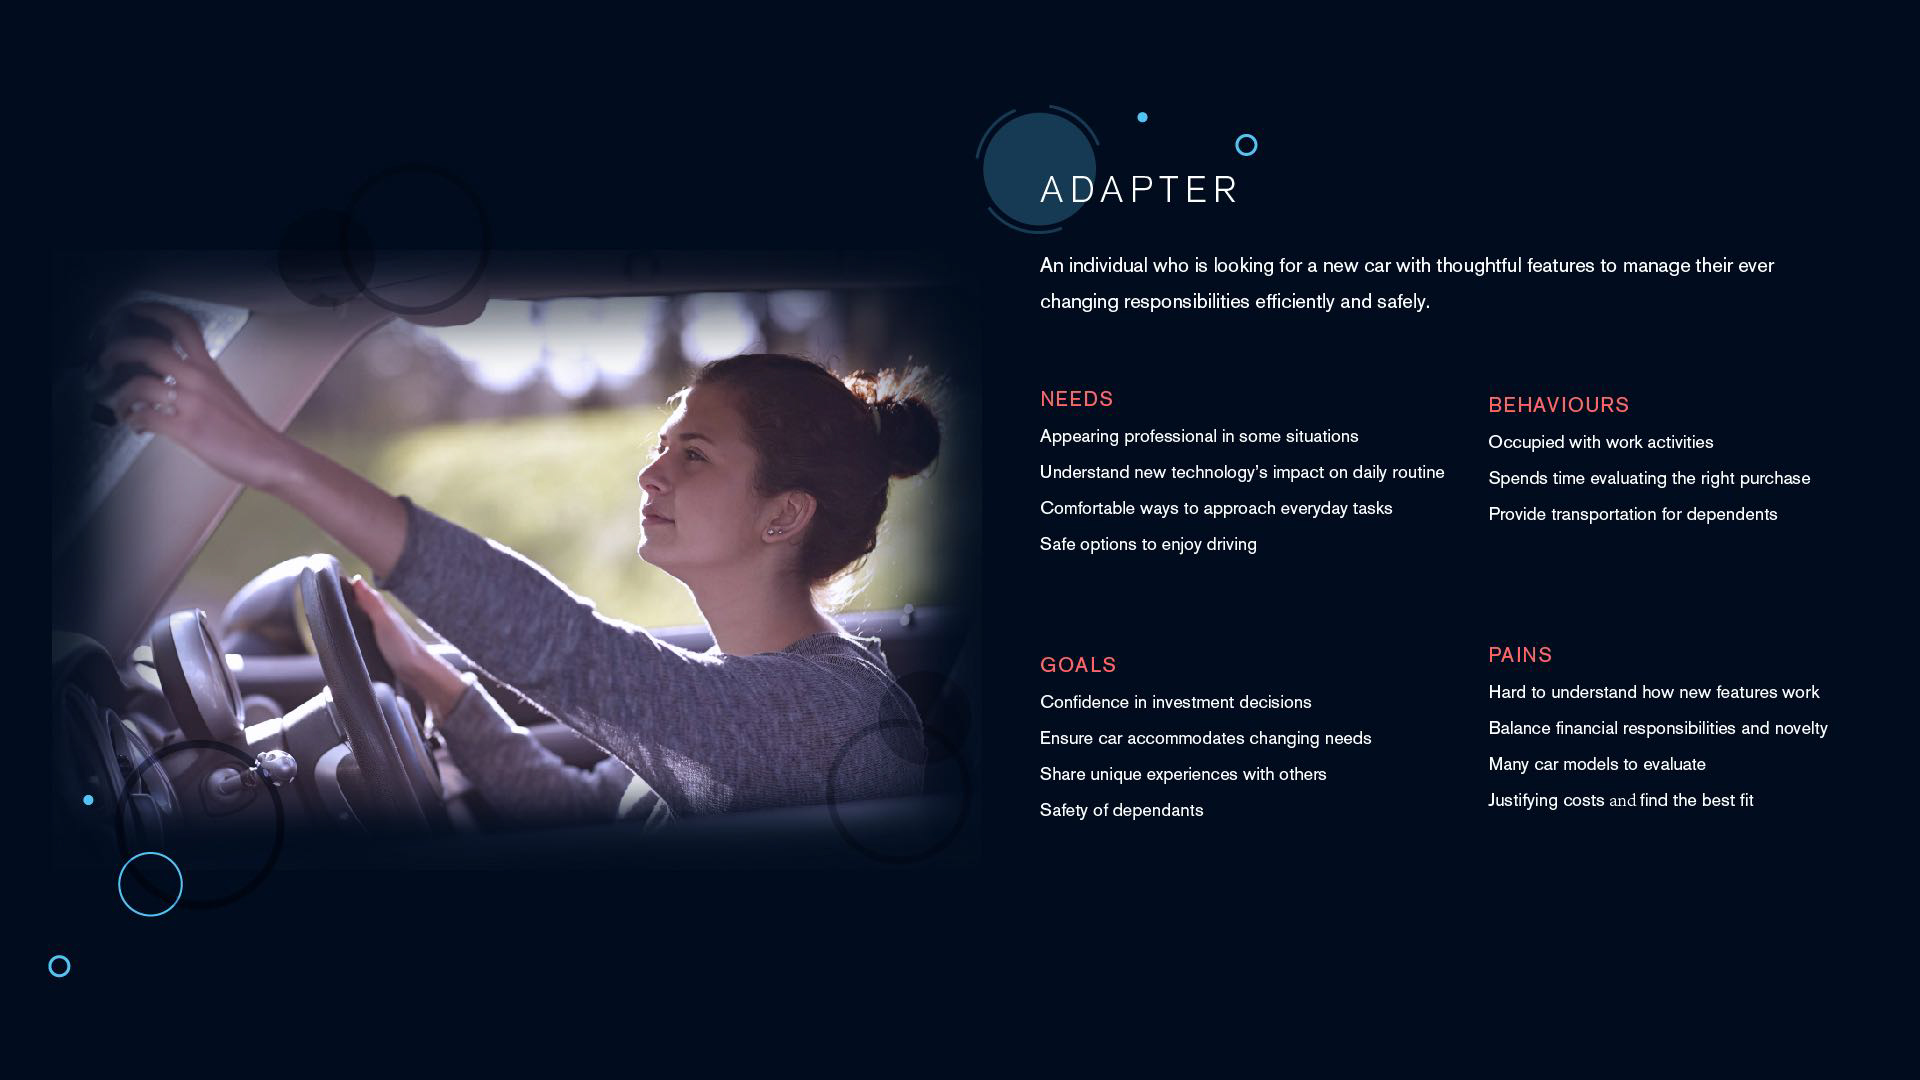 ADAPTER
An individual who is looking for a new car with thoughtful features to manage their ever
changing responsibilities efficiently and safely.
NEEDS
Appearing professional in some situations
Understand new technology's impact on daily routine
Comfortable ways to approach everyday tasks
Safe options to enjoy driving
BEHAVIOURS
Occupied with work activities
Spends time evaluating the right purchase
Provide transportation for dependents
GOALS
Confidence in investment decisions
Ensure car accommodates changing needs
Share unique experiences with others
Safety of dependants
PAINS
Hard to understand how new features work
Balance financial responsibilities and novelty
Many car models to evaluate
Justifying costs and find the best fit